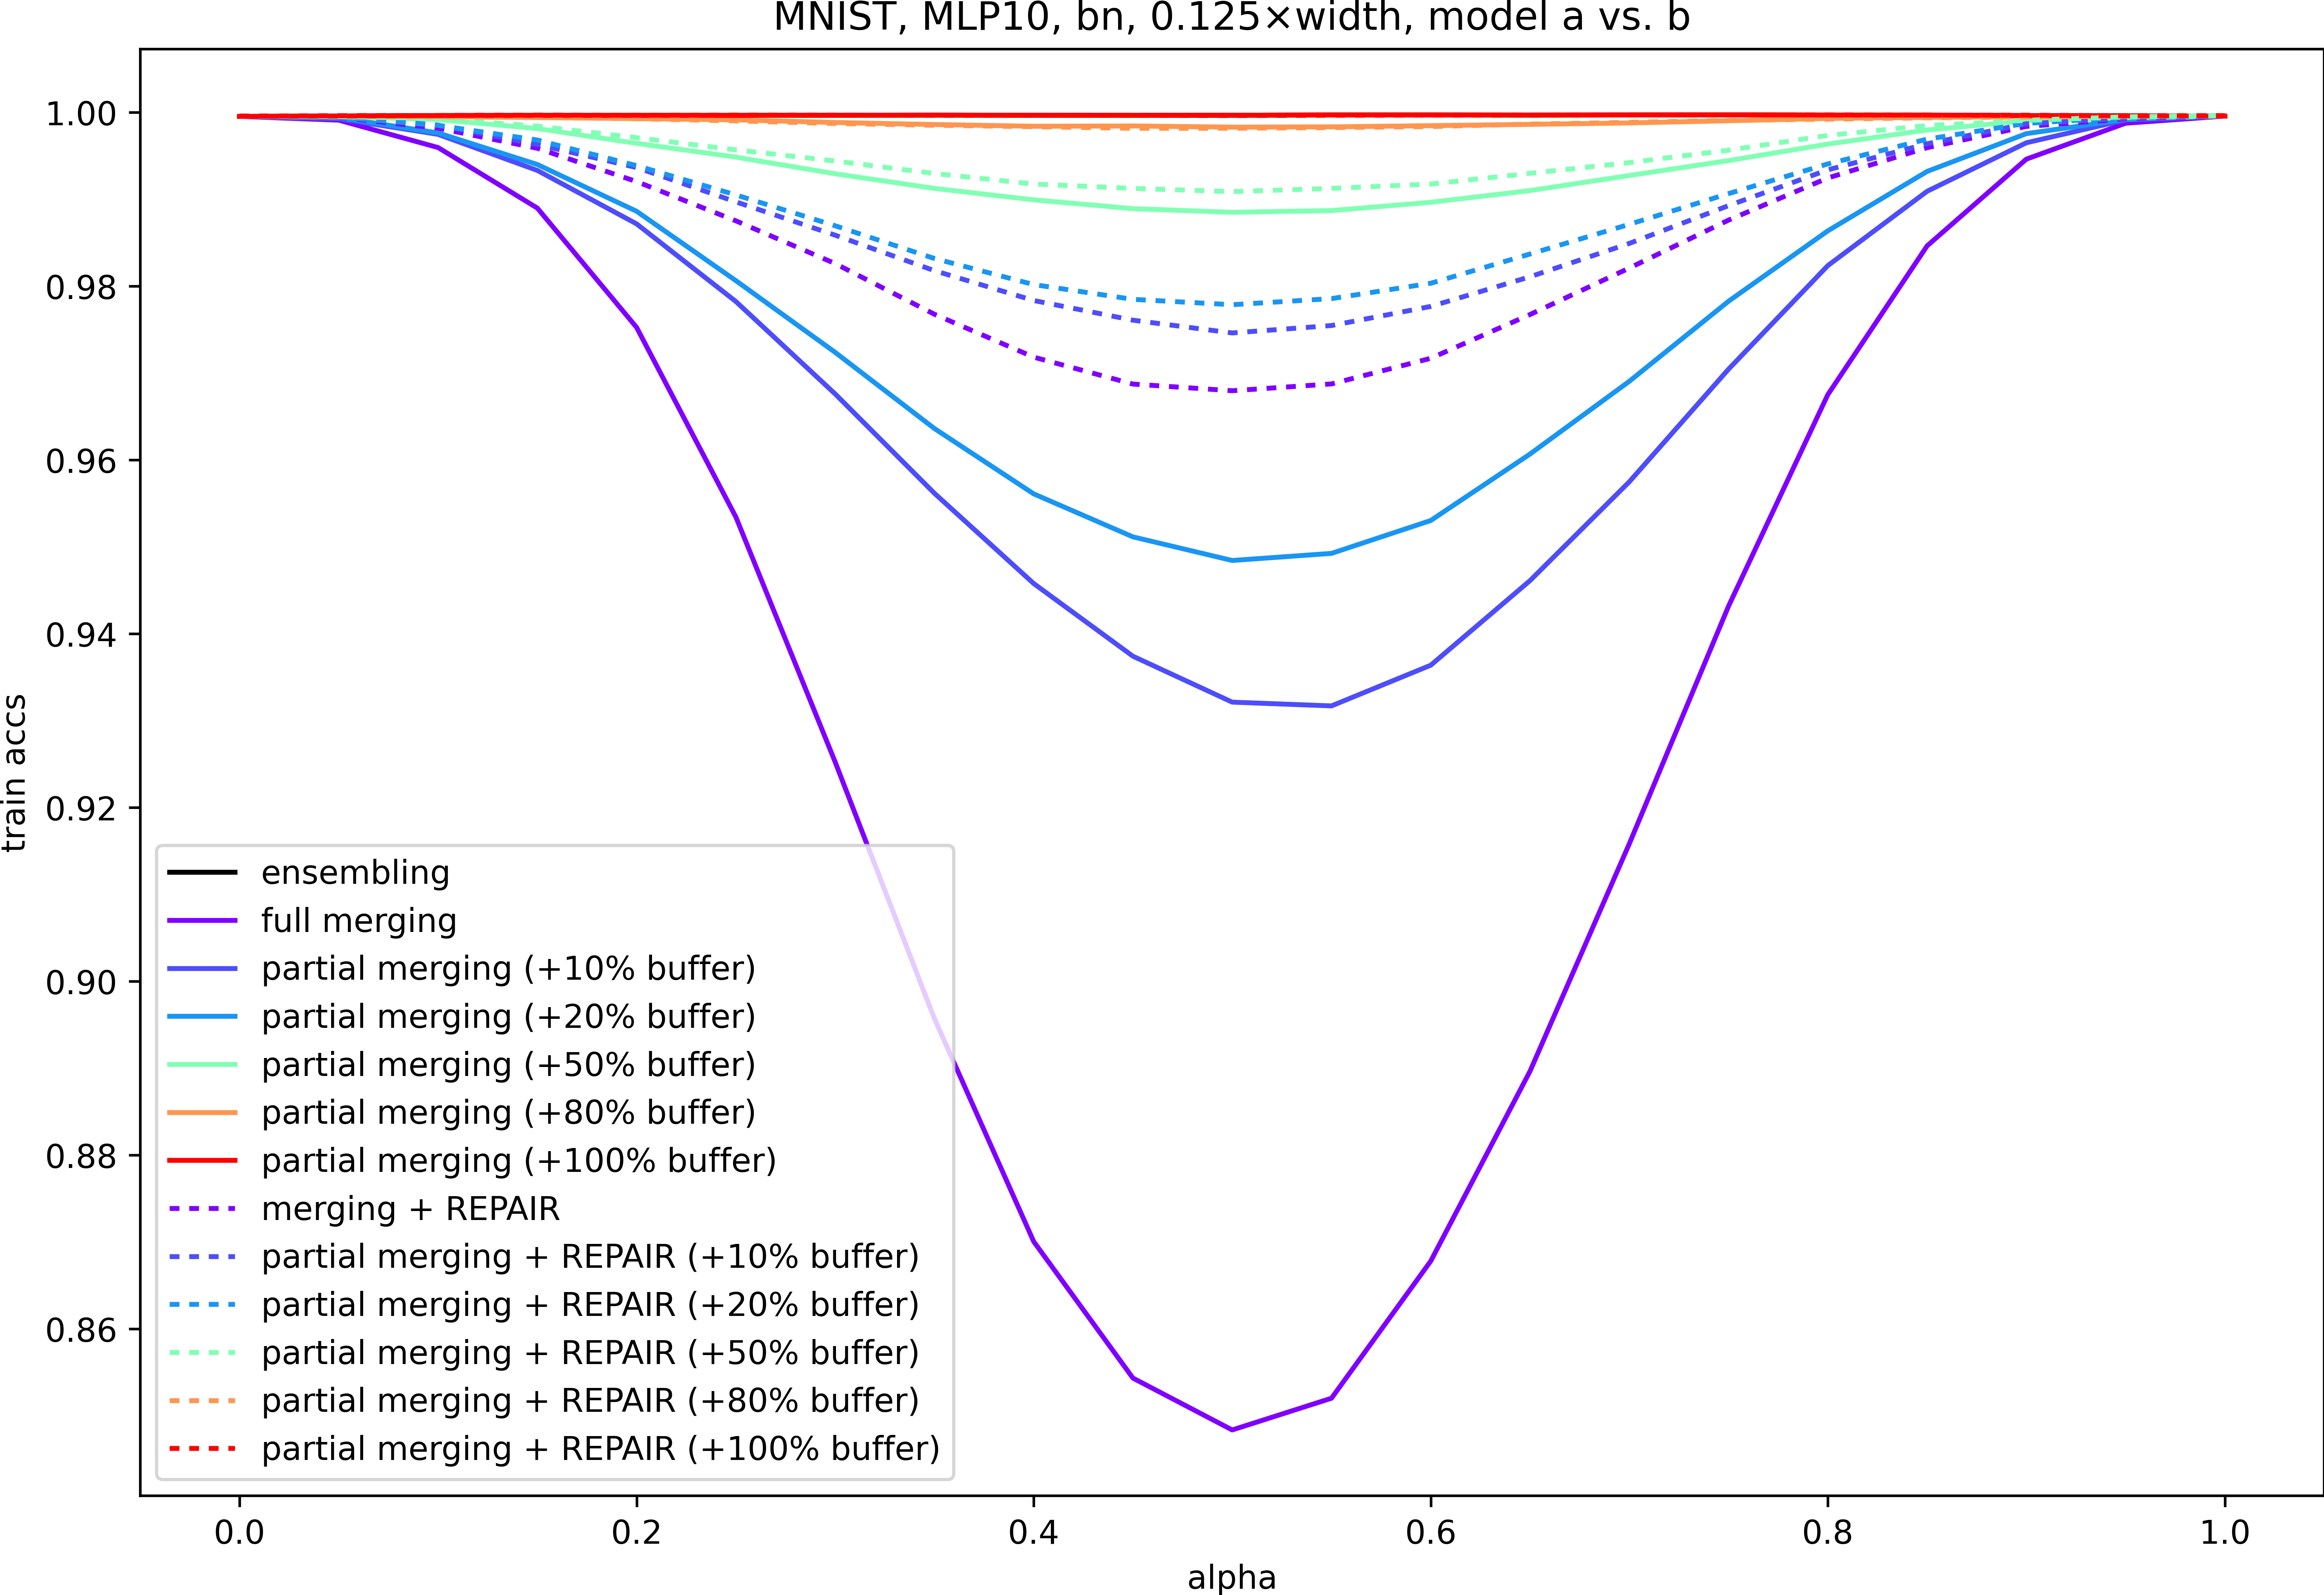 MNIST, MLP10, bn, 0.125×width, model a vs. b
train accs
1.00
0.98
0.96
0.94
0.92
0.90
0.88
0.86
ensembling
full merging
partial merging (+10% buffer)
partial merging (+20% buffer)
partial merging (+50% buffer)
partial merging (+80% buffer)
partial merging (+100% buffer)
merging + REPAIR
partial merging + REPAIR (+10% buffer)
partial merging + REPAIR (+20% buffer)
partial merging + REPAIR (+50% buffer)
partial merging + REPAIR (+80% buffer)
partial merging + REPAIR (+100% buffer)
0.0 0.2 0.4 0.6 0.8 1.0
alpha